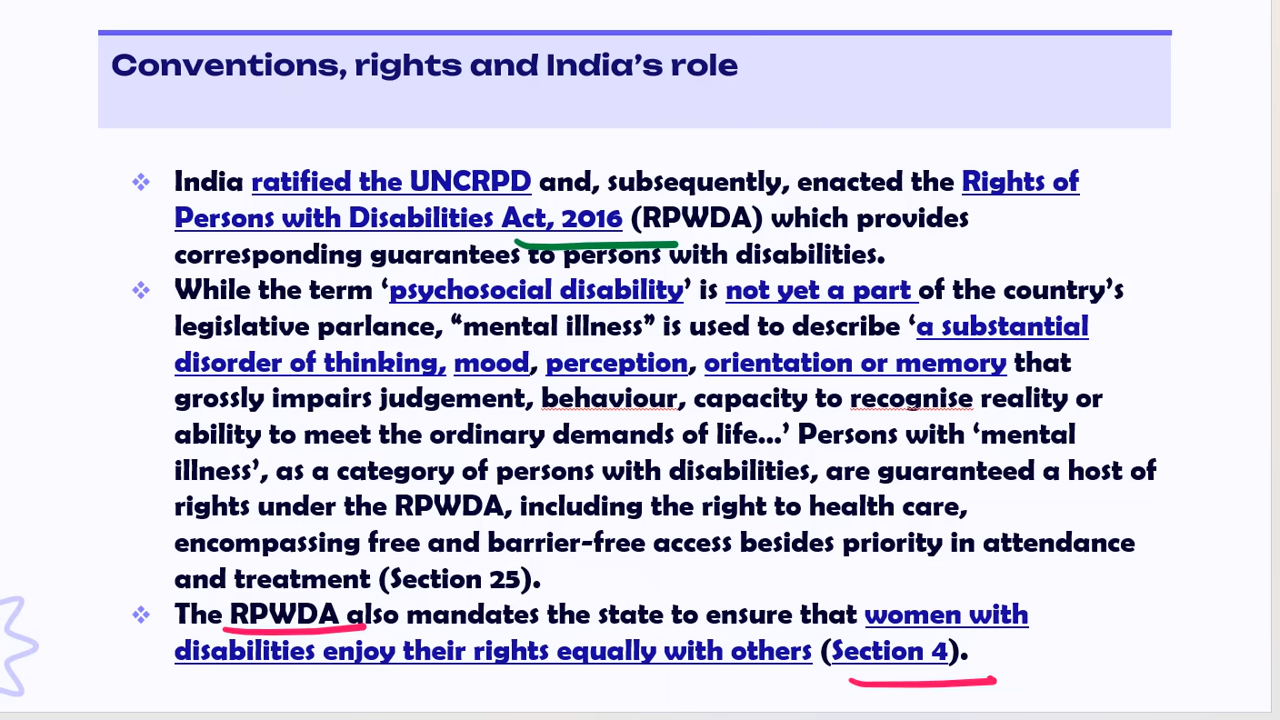 Conventions, rights and India's role
❖ India ratified the UNCRPD and, subsequently, enacted the Rights of
Persons with Disabilities Act, 2016 (RPWDA) which provides
corresponding guarantees to persons with disabilities.
❖ While the term ‘psychosocial disability’ is not yet a part of the country’s
legislative parlance, “mental illness” is used to describe ‘a substantial
disorder of thinking, mood, perception, orientation or memory that
grossly impairs judgement, behaviour, capacity to recognise reality or
ability to meet the ordinary demands of life...’ Persons with ‘mental
illness’, as a category of persons with disabilities, are guaranteed a host of
rights under the RPWDA, including the right to health care,
encompassing free and barrier-free access besides priority in attendance
and treatment (Section 25).
❖ The RPWDA also mandates the state to ensure that women with
disabilities enjoy their rights equally with others (Section 4).